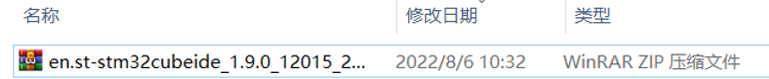 名称 修改日期 类型
en.st-stm32cubeide_1.9.0_12015_2... 2022/8/6 10:32 WinRAR ZIP 压缩文件